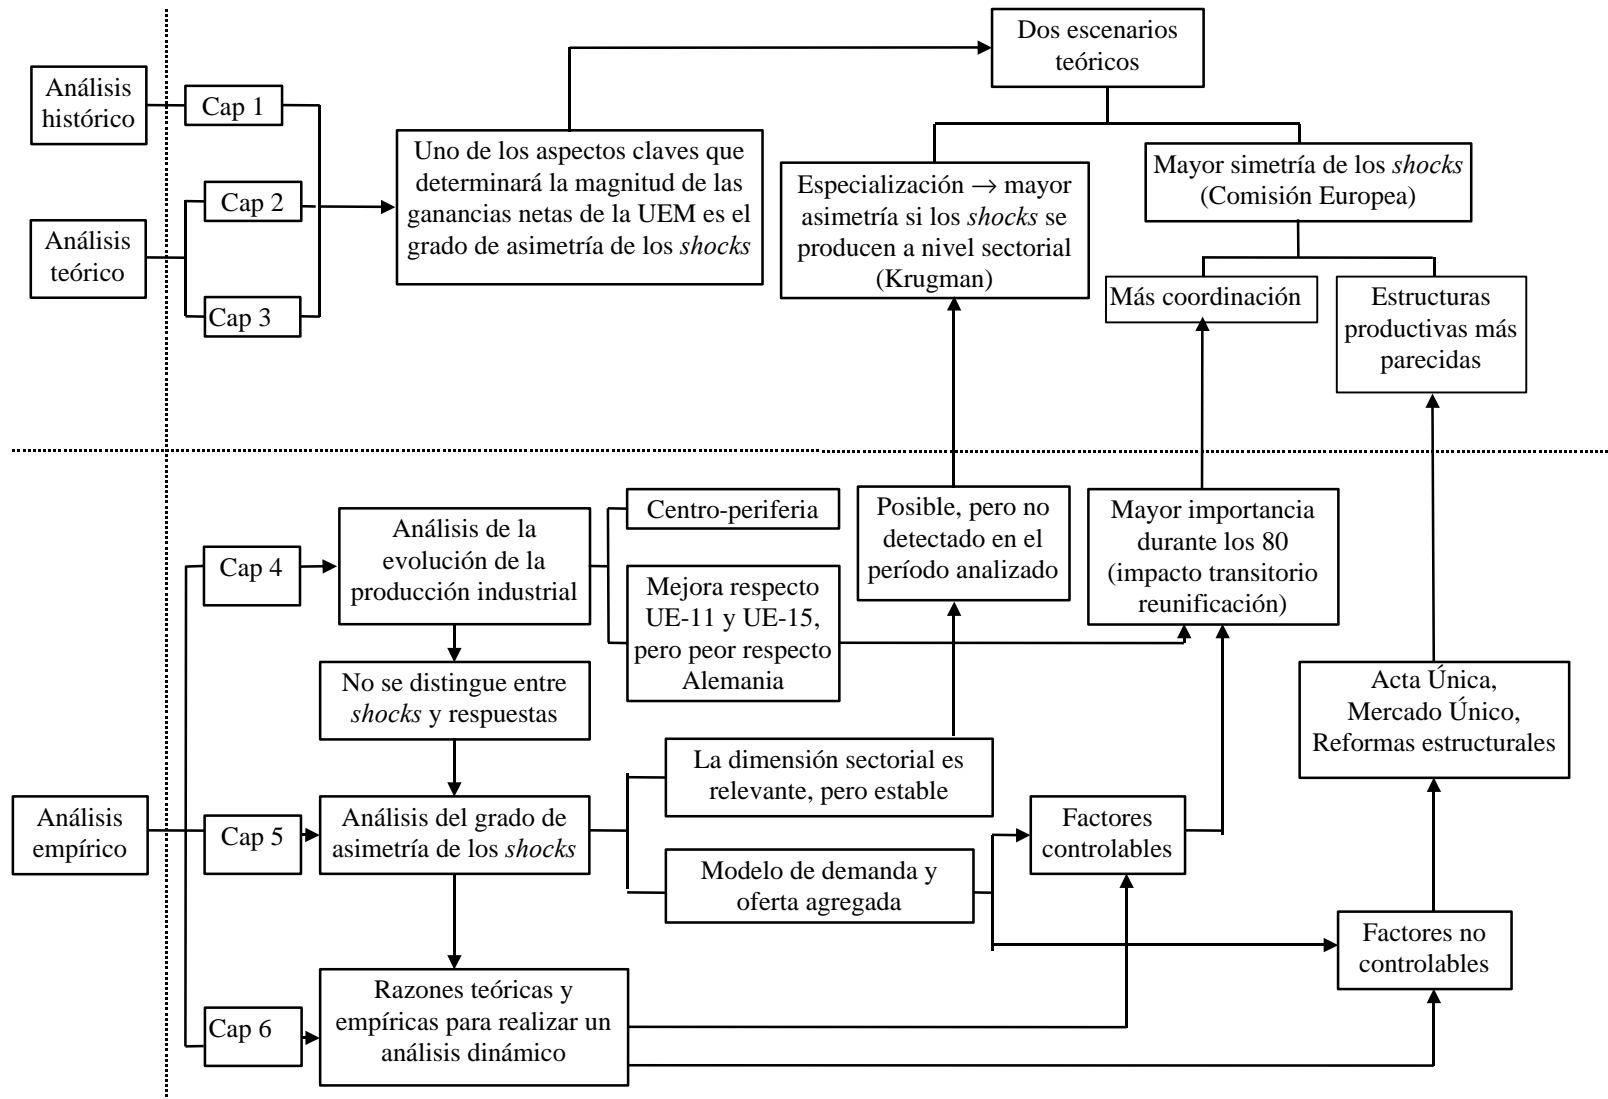 Dos escenarios
teóricos
Análisis
histórico
Cap 1
Uno de los aspectos claves que
determinará la magnitud de las
ganancias netas de la UEM es el
grado de asimetría de los shocks
Cap 2
Análisis
teórico
Cap 3
Especialización → mayor
asimetría si los shocks se
producen a nivel sectorial
(Krugman)
Mayor simetría de los shocks
(Comisión Europea)
Más coordinación
Estructuras
productivas más
parecidas
Cap 4
Análisis de la
evolución de la
producción industrial
Centro-periferia
Mejora respecto
UE-11 y UE-15,
pero peor respecto
Alemania
Posible, pero no
detectado en el
período analizado
Mayor importancia
durante los 80
(impacto transitorio
reunificación)
No se distingue entre
shocks y respuestas
Acta Única,
Mercado Único,
Reformas estructurales
Análisis
empírico
Cap 5
Análisis del grado de
asimetría de los shocks
La dimensión sectorial es
relevante, pero estable
Modelo de demanda y
oferta agregada
Factores
controlables
Factores no
controlables
Cap 6
Razones teóricas y
empíricas para realizar un
análisis dinámico